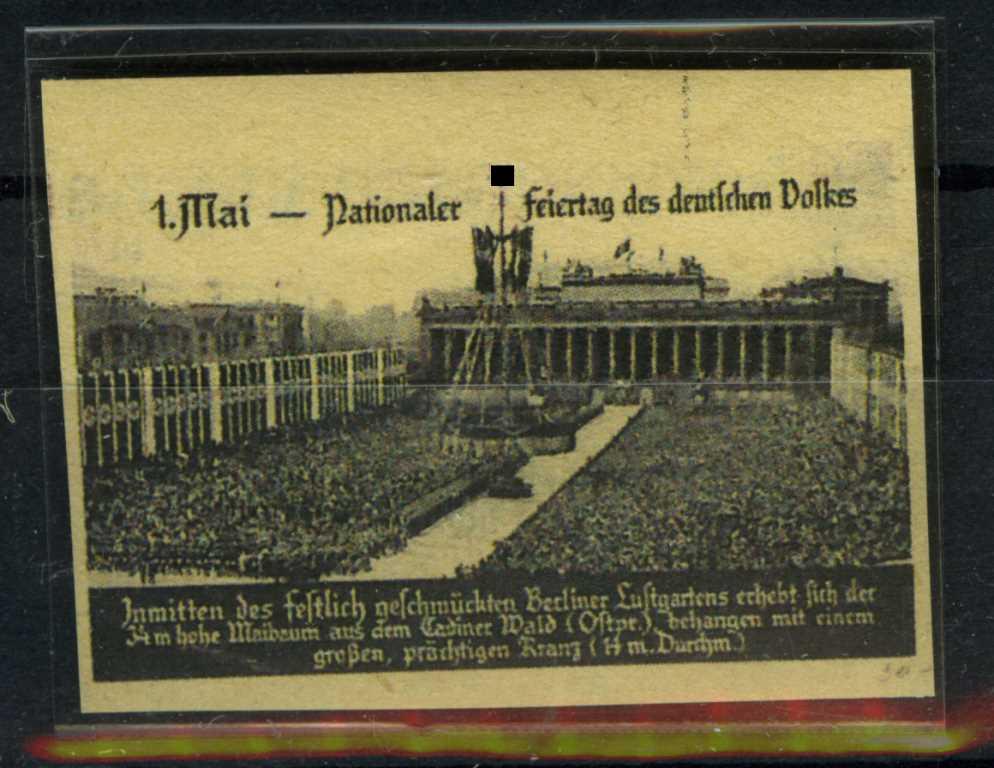 1. Mai — Nationaler Feiertag des deutschen Volkes
Inmitten des festlich geschmückten Berliner Lustgartens erhebt sich der
34 m hohe Maibaum aus dem Cadiner Wald (Ostpr.), behangen mit einem
großen, prächtigen Kranz (14 m. Durchm.)